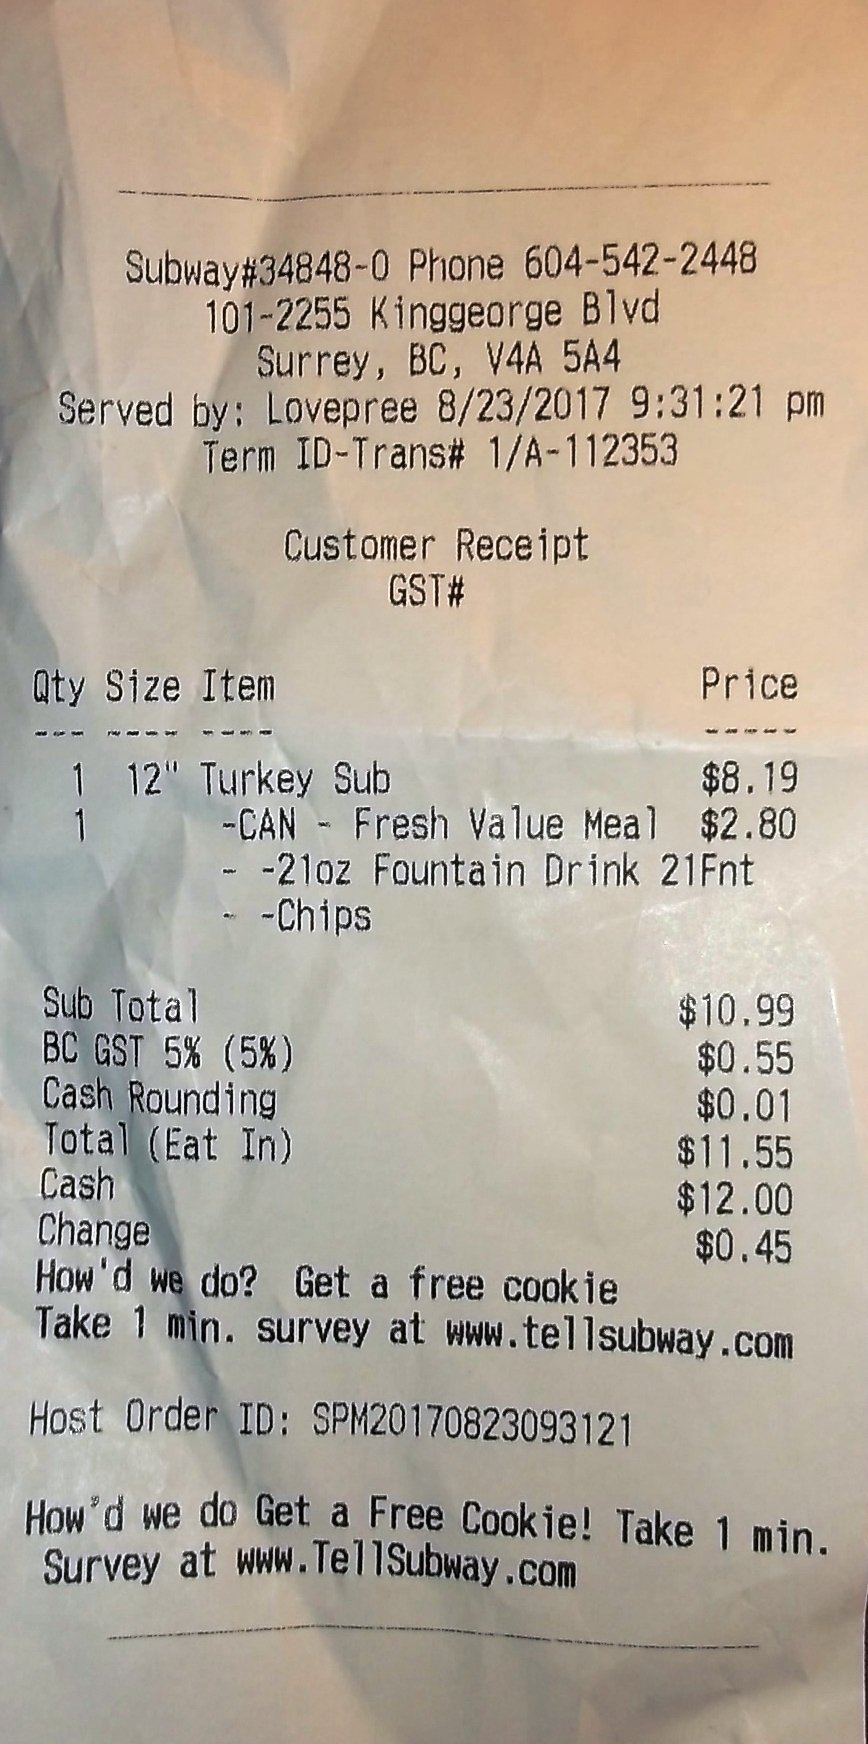 Subway#34848-0 Phone 604-542-2448
101-2255 Kinggeorge Blvd
Surrey, BC, V4A 5A4
Served by: Lovepree 8/23/2017 9:31:21 pm
Term ID-Trans# 1/A-112353
Customer Receipt
GST#
Qty Size Item Price
--- ---- ---- -----
1 12" Turkey Sub $8.19
1 -CAN - Fresh Value Meal $2.80
- -21oz Fountain Drink 21Fnt
- -Chips
Sub Total $10.99
BC GST 5% (5%) $0.55
Cash Rounding $0.01
Total (Eat In) $11.55
Cash $12.00
Change $0.45
How'd we do? Get a free cookie
Take 1 min. survey at www.tellsubway.com
Host Order ID: SPM20170823093121
How'd we do Get a Free Cookie! Take 1 min.
Survey at www.TellSubway.com